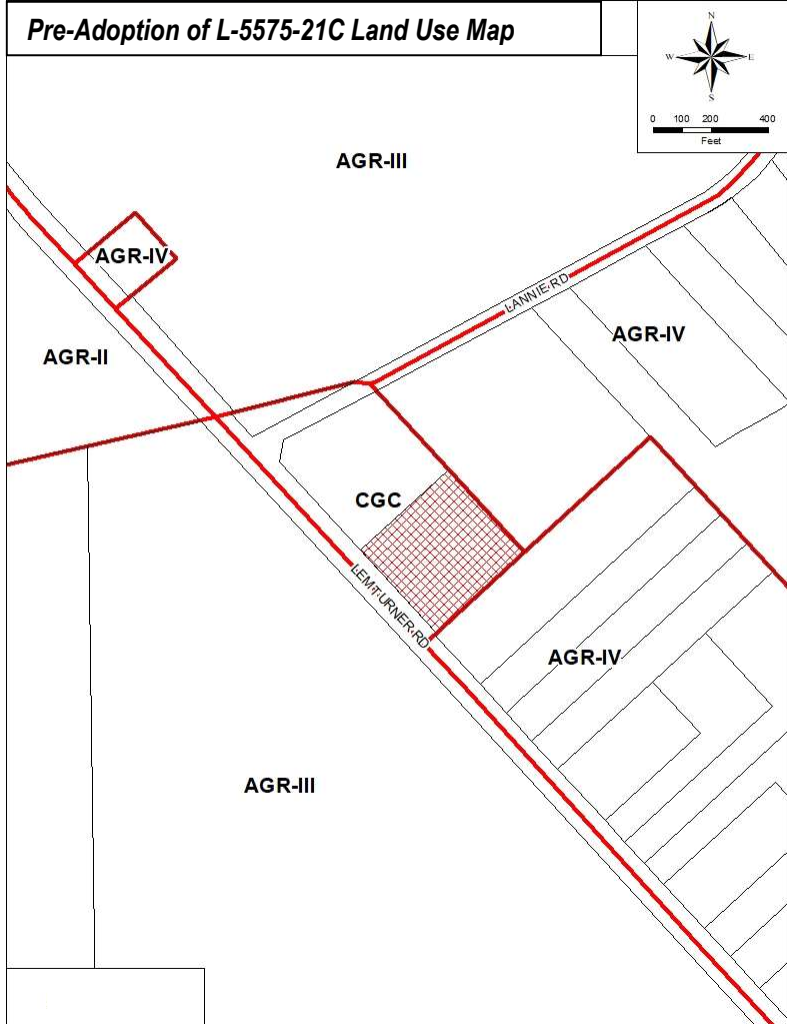 Pre-Adoption of L-5575-21C Land Use Map
N
W E
S
0 100 200 400
Feet
AGR-III
AGR-IV
LANNIE RD
AGR-IV
AGR-II
CGC
LEM TURNER RD
AGR-IV
AGR-III